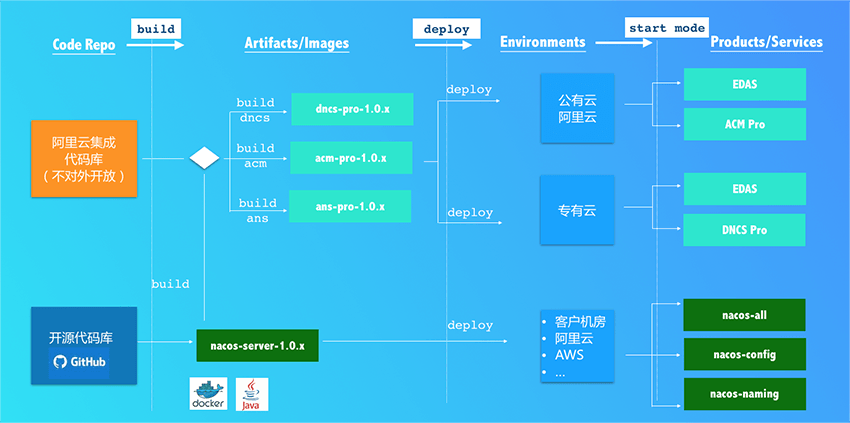 Code Repo
build
Artifacts/Images
deploy
Environments
start mode
Products/Services
阿里云集成
代码库
（不对外开放）
build
dncs
dncs-pro-1.0.x
build
acm
acm-pro-1.0.x
build
ans
ans-pro-1.0.x
deploy
公有云
阿里云
EDAS
ACM Pro
deploy
专有云
EDAS
DNCS Pro
build
开源代码库
GitHub
nacos-server-1.0.x
docker
Java
deploy
• 客户机房
• 阿里云
• AWS
• ...
nacos-all
nacos-config
nacos-naming